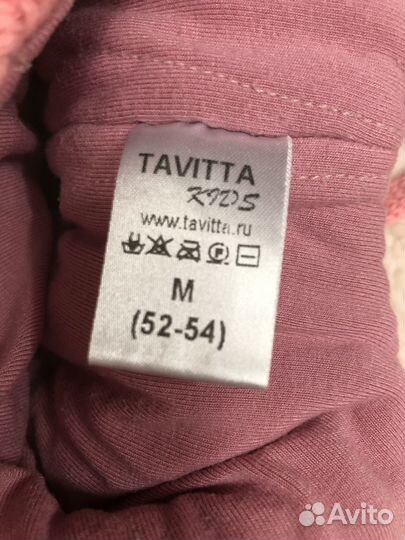 TAVITTA
KIDS
www.tavitta.ru
P
M
(52-54)
Avito